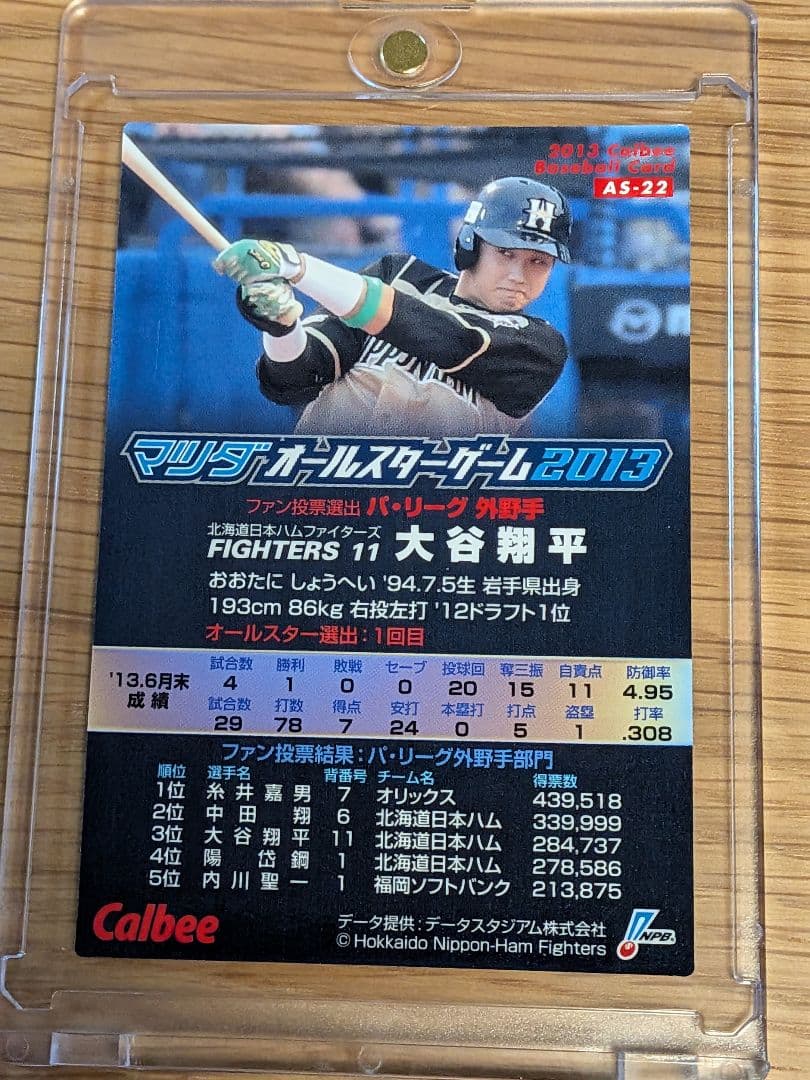 2013 Calbee
Baseball Card
AS-22
H
マツダオールスターゲーム2013
ファン投票選出 パ・リーグ 外野手
北海道日本ハムファイターズ
FIGHTERS 11 大谷翔平
おおたに しょうへい '94.7.5生 岩手県出身
193cm 86kg 右投左打 '12ドラフト1位
オールスター選出:1回目
'13.6月末
成績
試合数 勝利 敗戦 セーブ 投球回 奪三振 自責点 防御率
4 1 0 0 20 15 11 4.95
試合数 打数 得点 安打 本塁打 打点 盗塁 打率
29 78 7 24 0 5 1 .308
ファン投票結果:パ・リーグ外野手部門
順位 選手名 背番号 チーム名 得票数
1位 糸井嘉男 7 オリックス 439,518
2位 中田翔 6 北海道日本ハム 339,999
3位 大谷翔平 11 北海道日本ハム 284,737
4位 陽岱鋼 1 北海道日本ハム 278,586
5位 内川聖一 1 福岡ソフトバンク 213,875
Calbee
データ提供:データスタジアム株式会社
©Hokkaido Nippon-Ham Fighters
NPB.